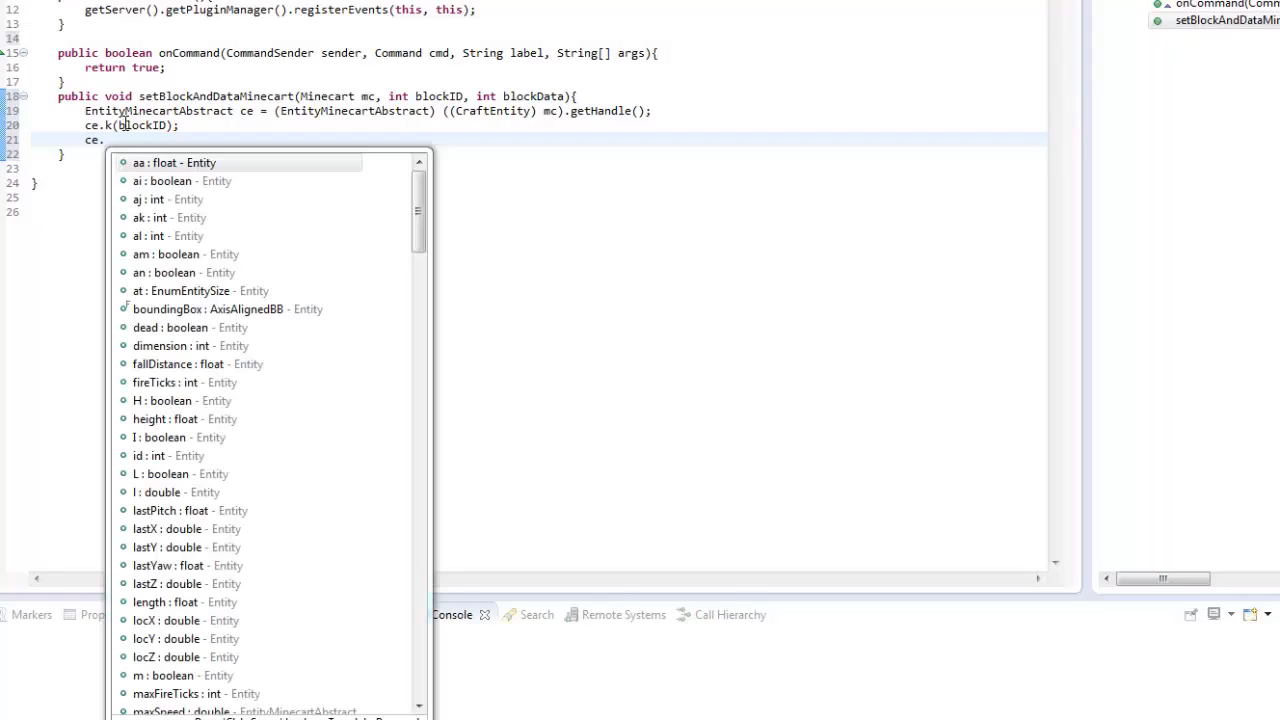 12 getServer().getPluginManager().registerEvents(this, this);
13 }
14
15 public boolean onCommand(CommandSender sender, Command cmd, String label, String[] args){
16 return true;
17 }
18 public void setBlockAndDataMinecart(Minecart mc, int blockID, int blockData){
19 EntityMinecartAbstract ce = (EntityMinecartAbstract) ((CraftEntity) mc).getHandle();
20 ce.k(blockID);
21 ce.
22 }
23
24 }
25
26
aa : float - Entity
ai : boolean - Entity
aj : int - Entity
ak : int - Entity
al : int - Entity
am : boolean - Entity
an : boolean - Entity
at : EnumEntitySize - Entity
boundingBox : AxisAlignedBB - Entity
dead : boolean - Entity
dimension : int - Entity
fallDistance : float - Entity
fireTicks : int - Entity
H : boolean - Entity
height : float - Entity
I : boolean - Entity
id : int - Entity
L : boolean - Entity
l : double - Entity
lastPitch : float - Entity
lastX : double - Entity
lastY : double - Entity
lastYaw : float - Entity
lastZ : double - Entity
length : float - Entity
locX : double - Entity
locY : double - Entity
locZ : double - Entity
m : boolean - Entity
maxFireTicks : int - Entity
maxSpeed : double - EntityMinecartAbstract
onCommand(Comm
setBlockAndDataMin
Markers Prop Console Search Remote Systems Call Hierarchy